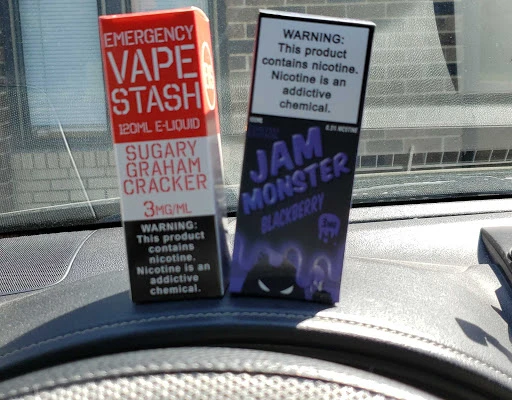 EMERGENCY
VAPE
STASH
120ML E-LIQUID
SUGARY
GRAHAM
CRACKER
3MG/ML
WARNING:
This product
contains
nicotine.
Nicotine is an
addictive
chemical.
WARNING:
This product
contains nicotine.
Nicotine is an
addictive
chemical.
JAM
MONSTER
BLACKBERRY